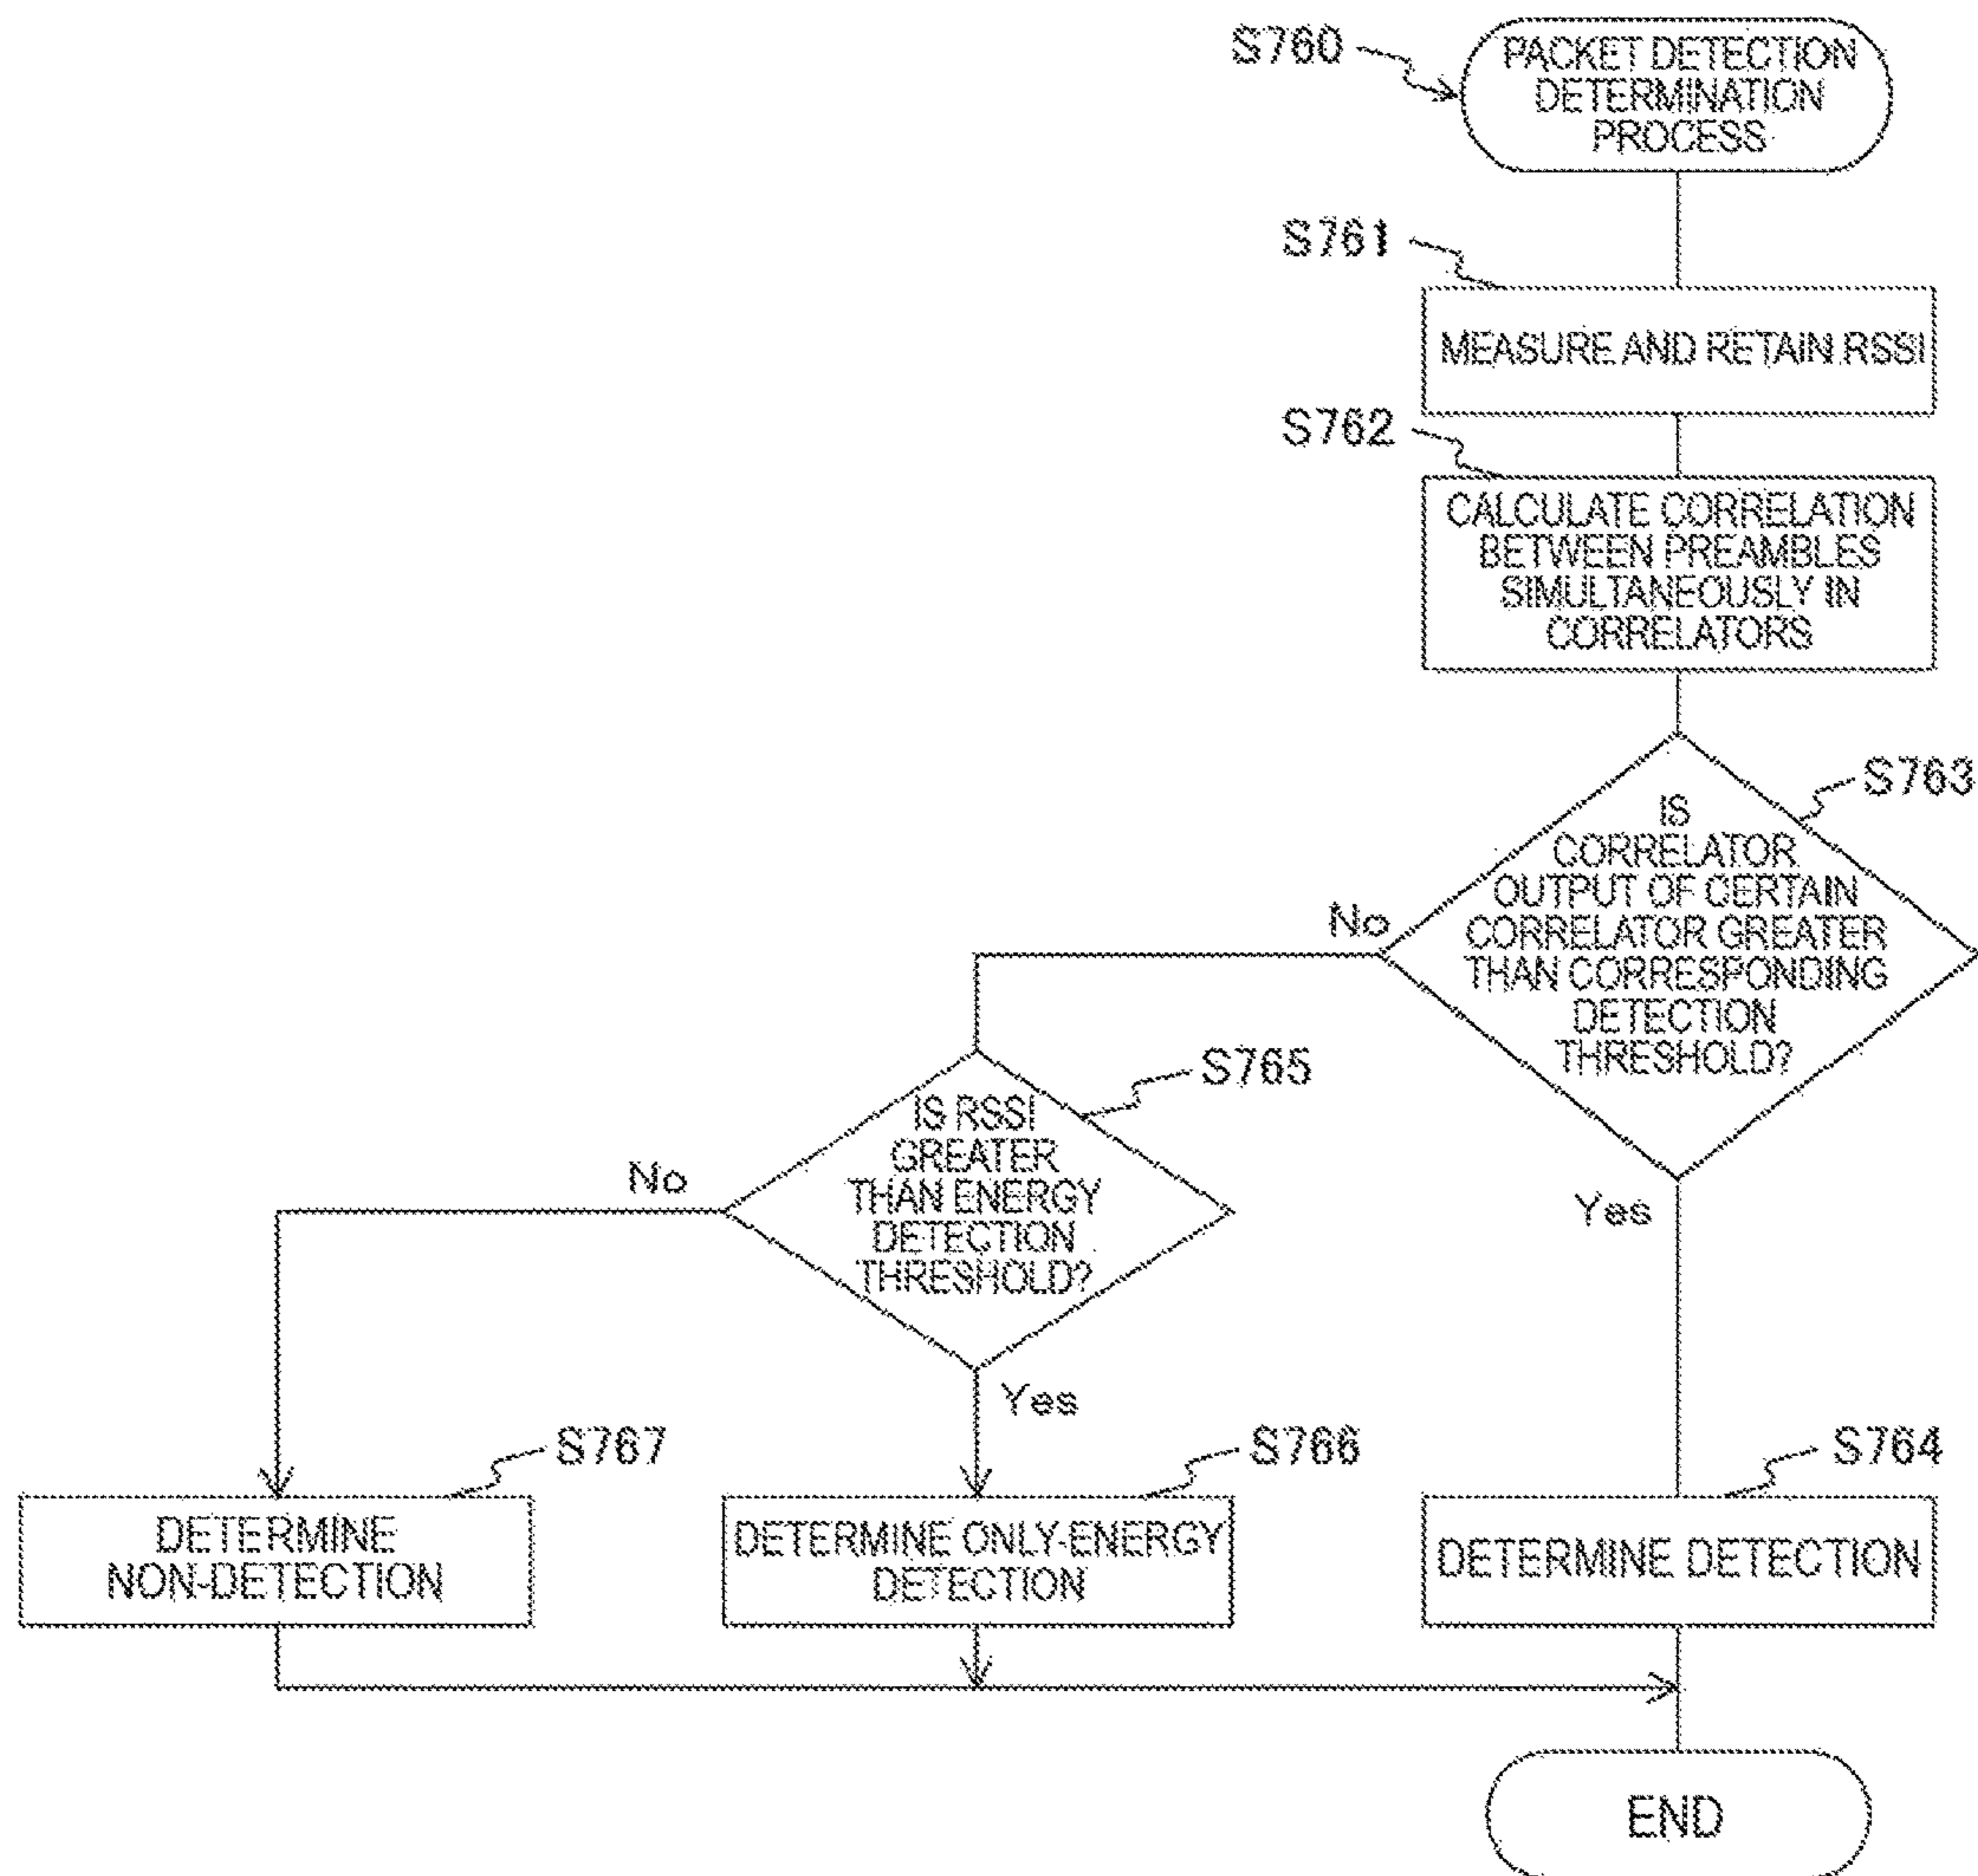 S760
PACKET DETECTION
DETERMINATION
PROCESS
S761
MEASURE AND RETAIN RSSI
S762
CALCULATE CORRELATION
BETWEEN PREAMBLES
SIMULTANEOUSLY IN
CORRELATORS
S763
IS
CORRELATOR
OUTPUT OF CERTAIN
CORRELATOR GREATER
THAN CORRESPONDING
DETECTION
THRESHOLD?
No
Yes
S765
IS RSSI
GREATER
THAN ENERGY
DETECTION
THRESHOLD?
No
Yes
S767
DETERMINE
NON-DETECTION
S766
DETERMINE ONLY-ENERGY
DETECTION
S764
DETERMINE DETECTION
END